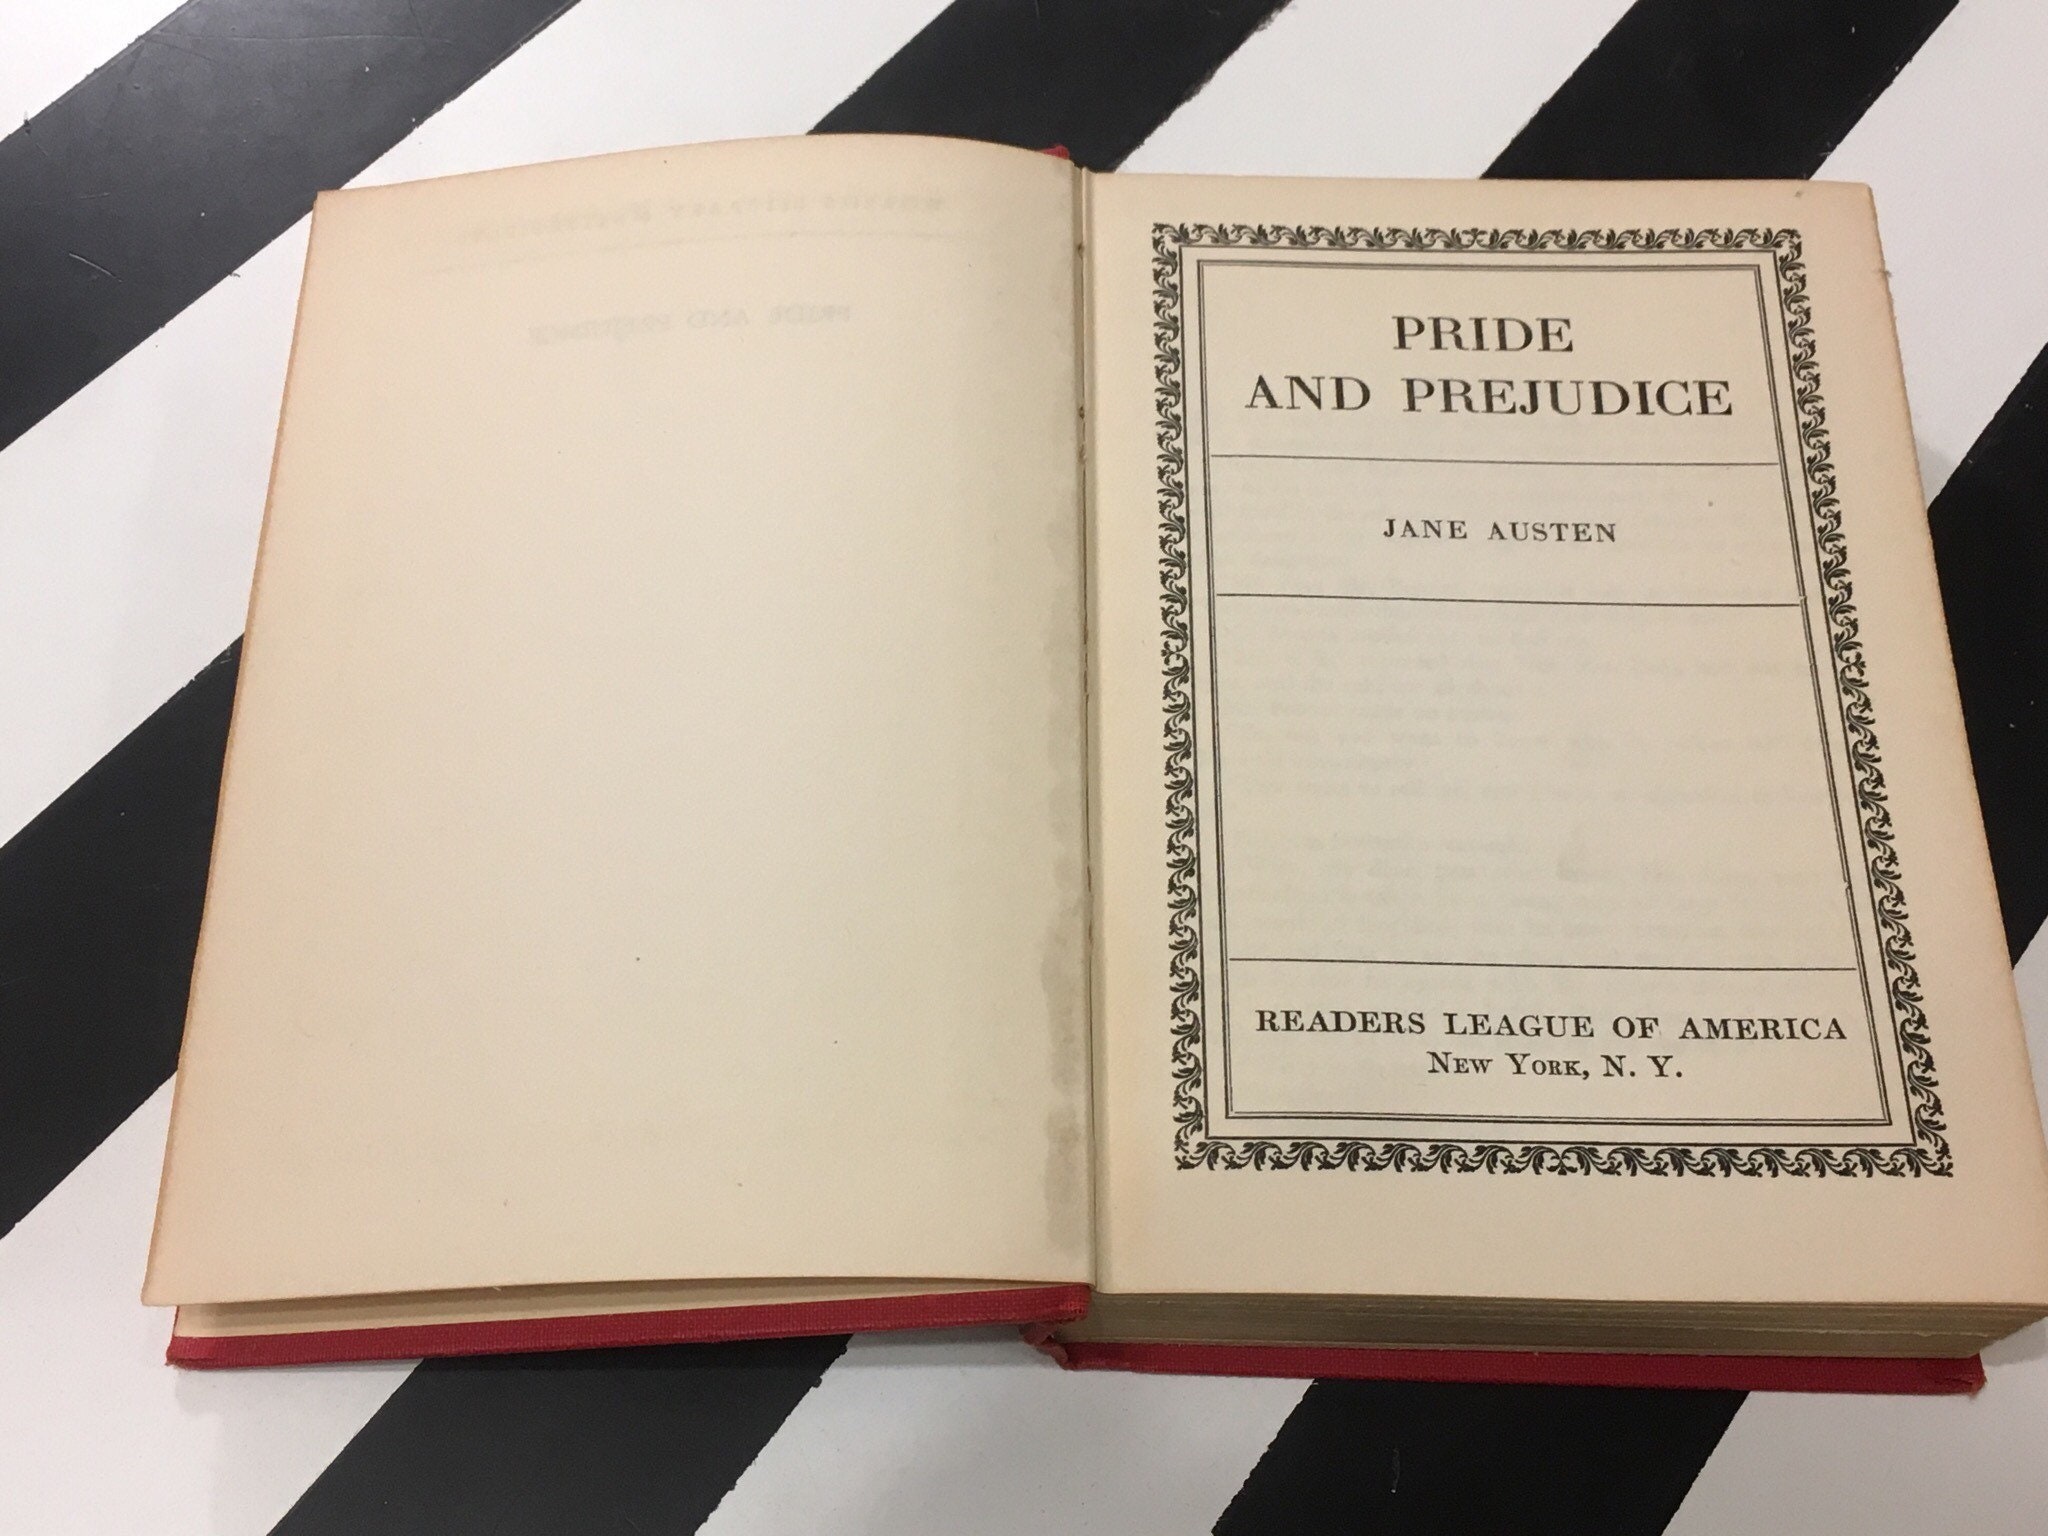 PRIDE
AND PREJUDICE
JANE AUSTEN
READERS LEAGUE OF AMERICA
NEW YORK, N. Y.